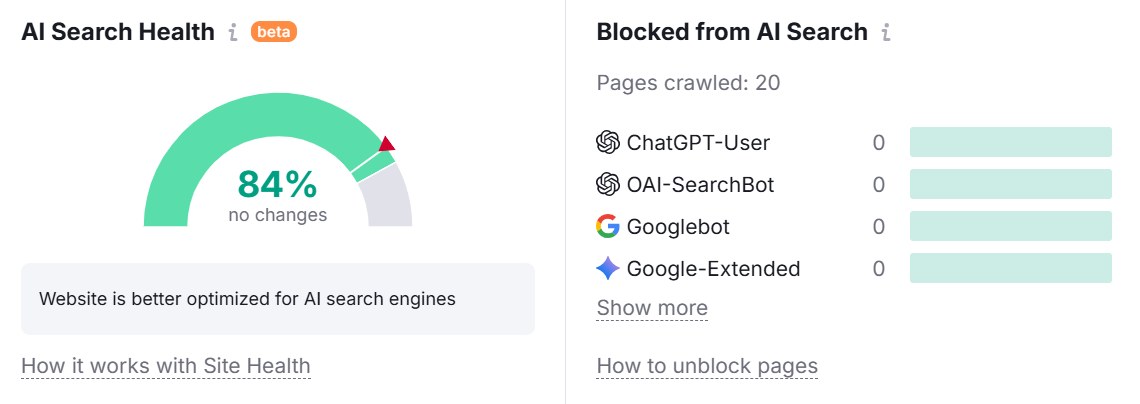 AI Search Health i beta
84%
no changes
Website is better optimized for AI search engines
How it works with Site Health
Blocked from AI Search i
Pages crawled: 20
ChatGPT-User 0
OAI-SearchBot 0
Googlebot 0
Google-Extended 0
Show more
How to unblock pages